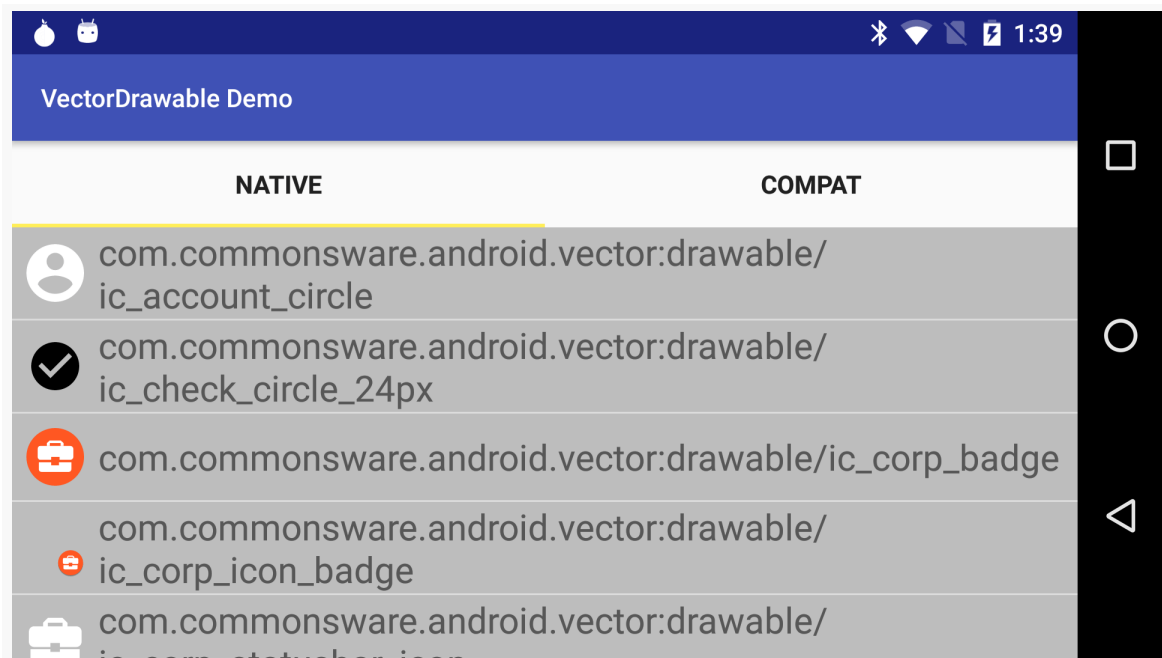 1:39
VectorDrawable Demo
NATIVE
COMPAT
com.commonsware.android.vector:drawable/
ic_account_circle
com.commonsware.android.vector:drawable/
ic_check_circle_24px
com.commonsware.android.vector:drawable/ic_corp_badge
com.commonsware.android.vector:drawable/
ic_corp_icon_badge
com.commonsware.android.vector:drawable/
ic_corp_statusbar_icon